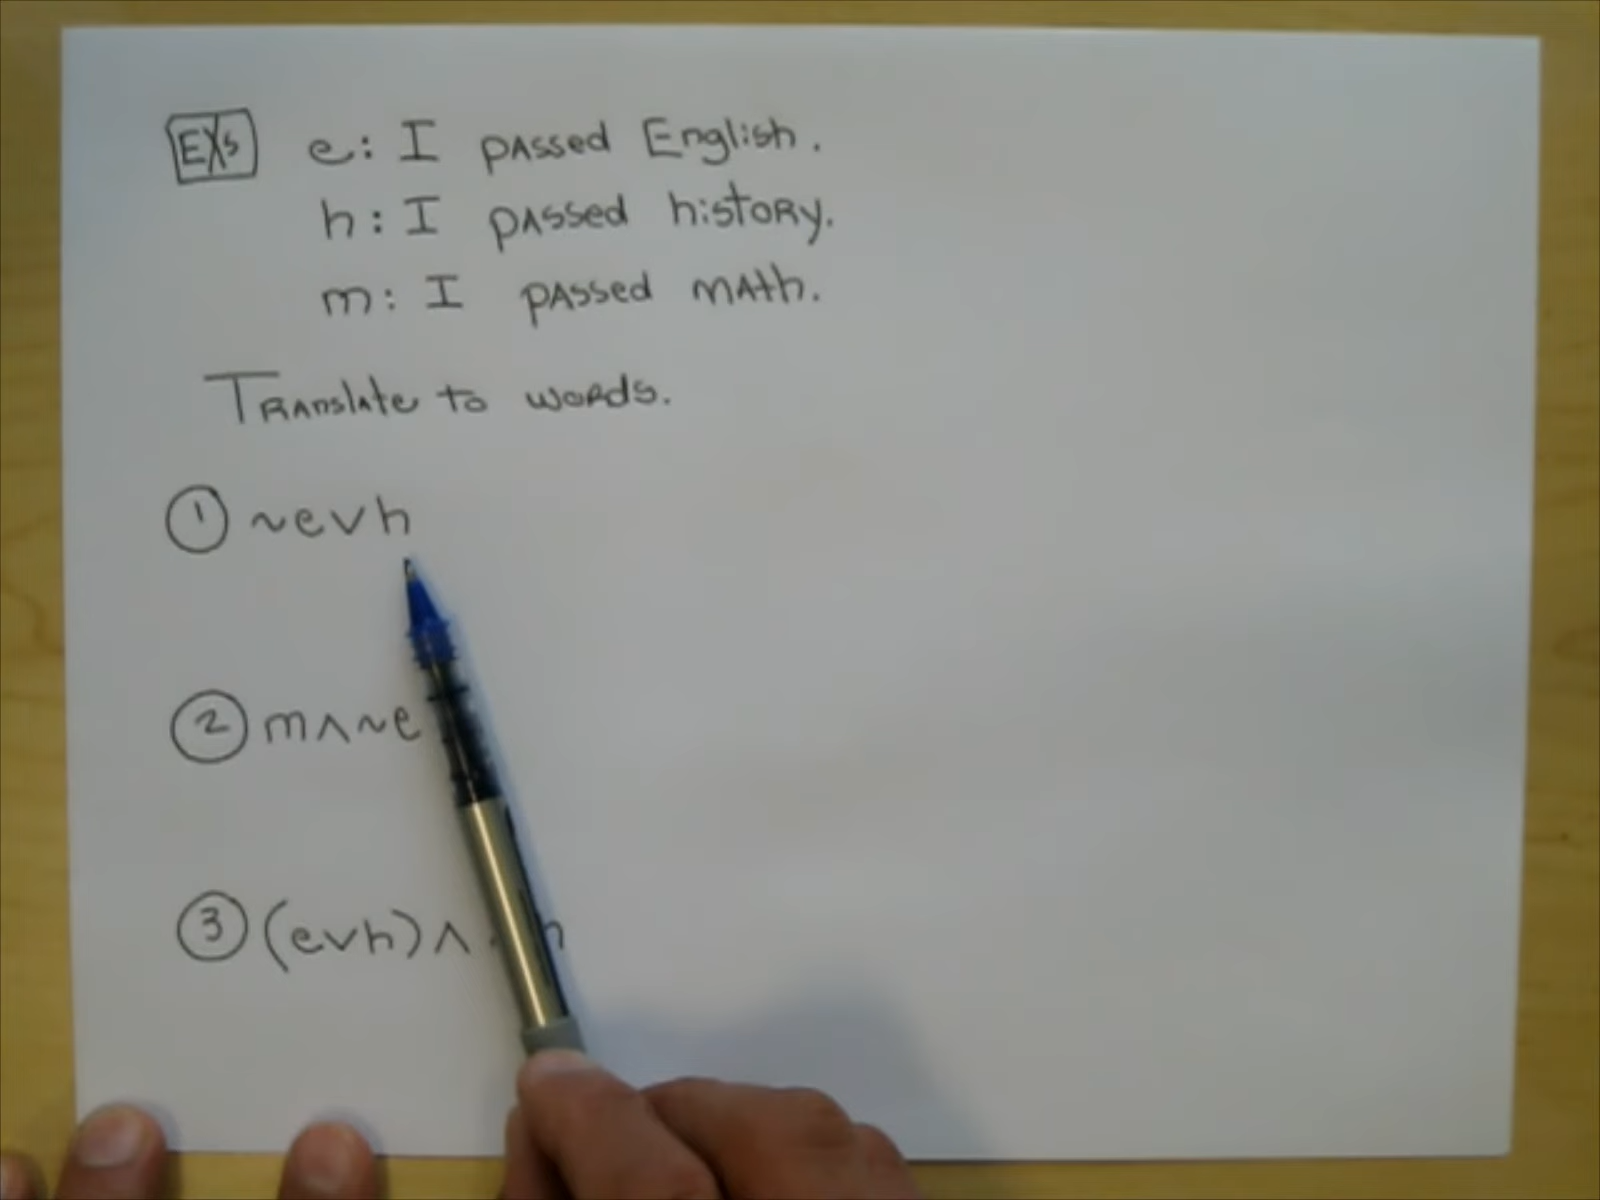 EXs e: I passed English.
h: I passed history.
m: I passed math.
Translate to words.
1 ~e∨h
2 m∧~e
3 (e∨h)∧